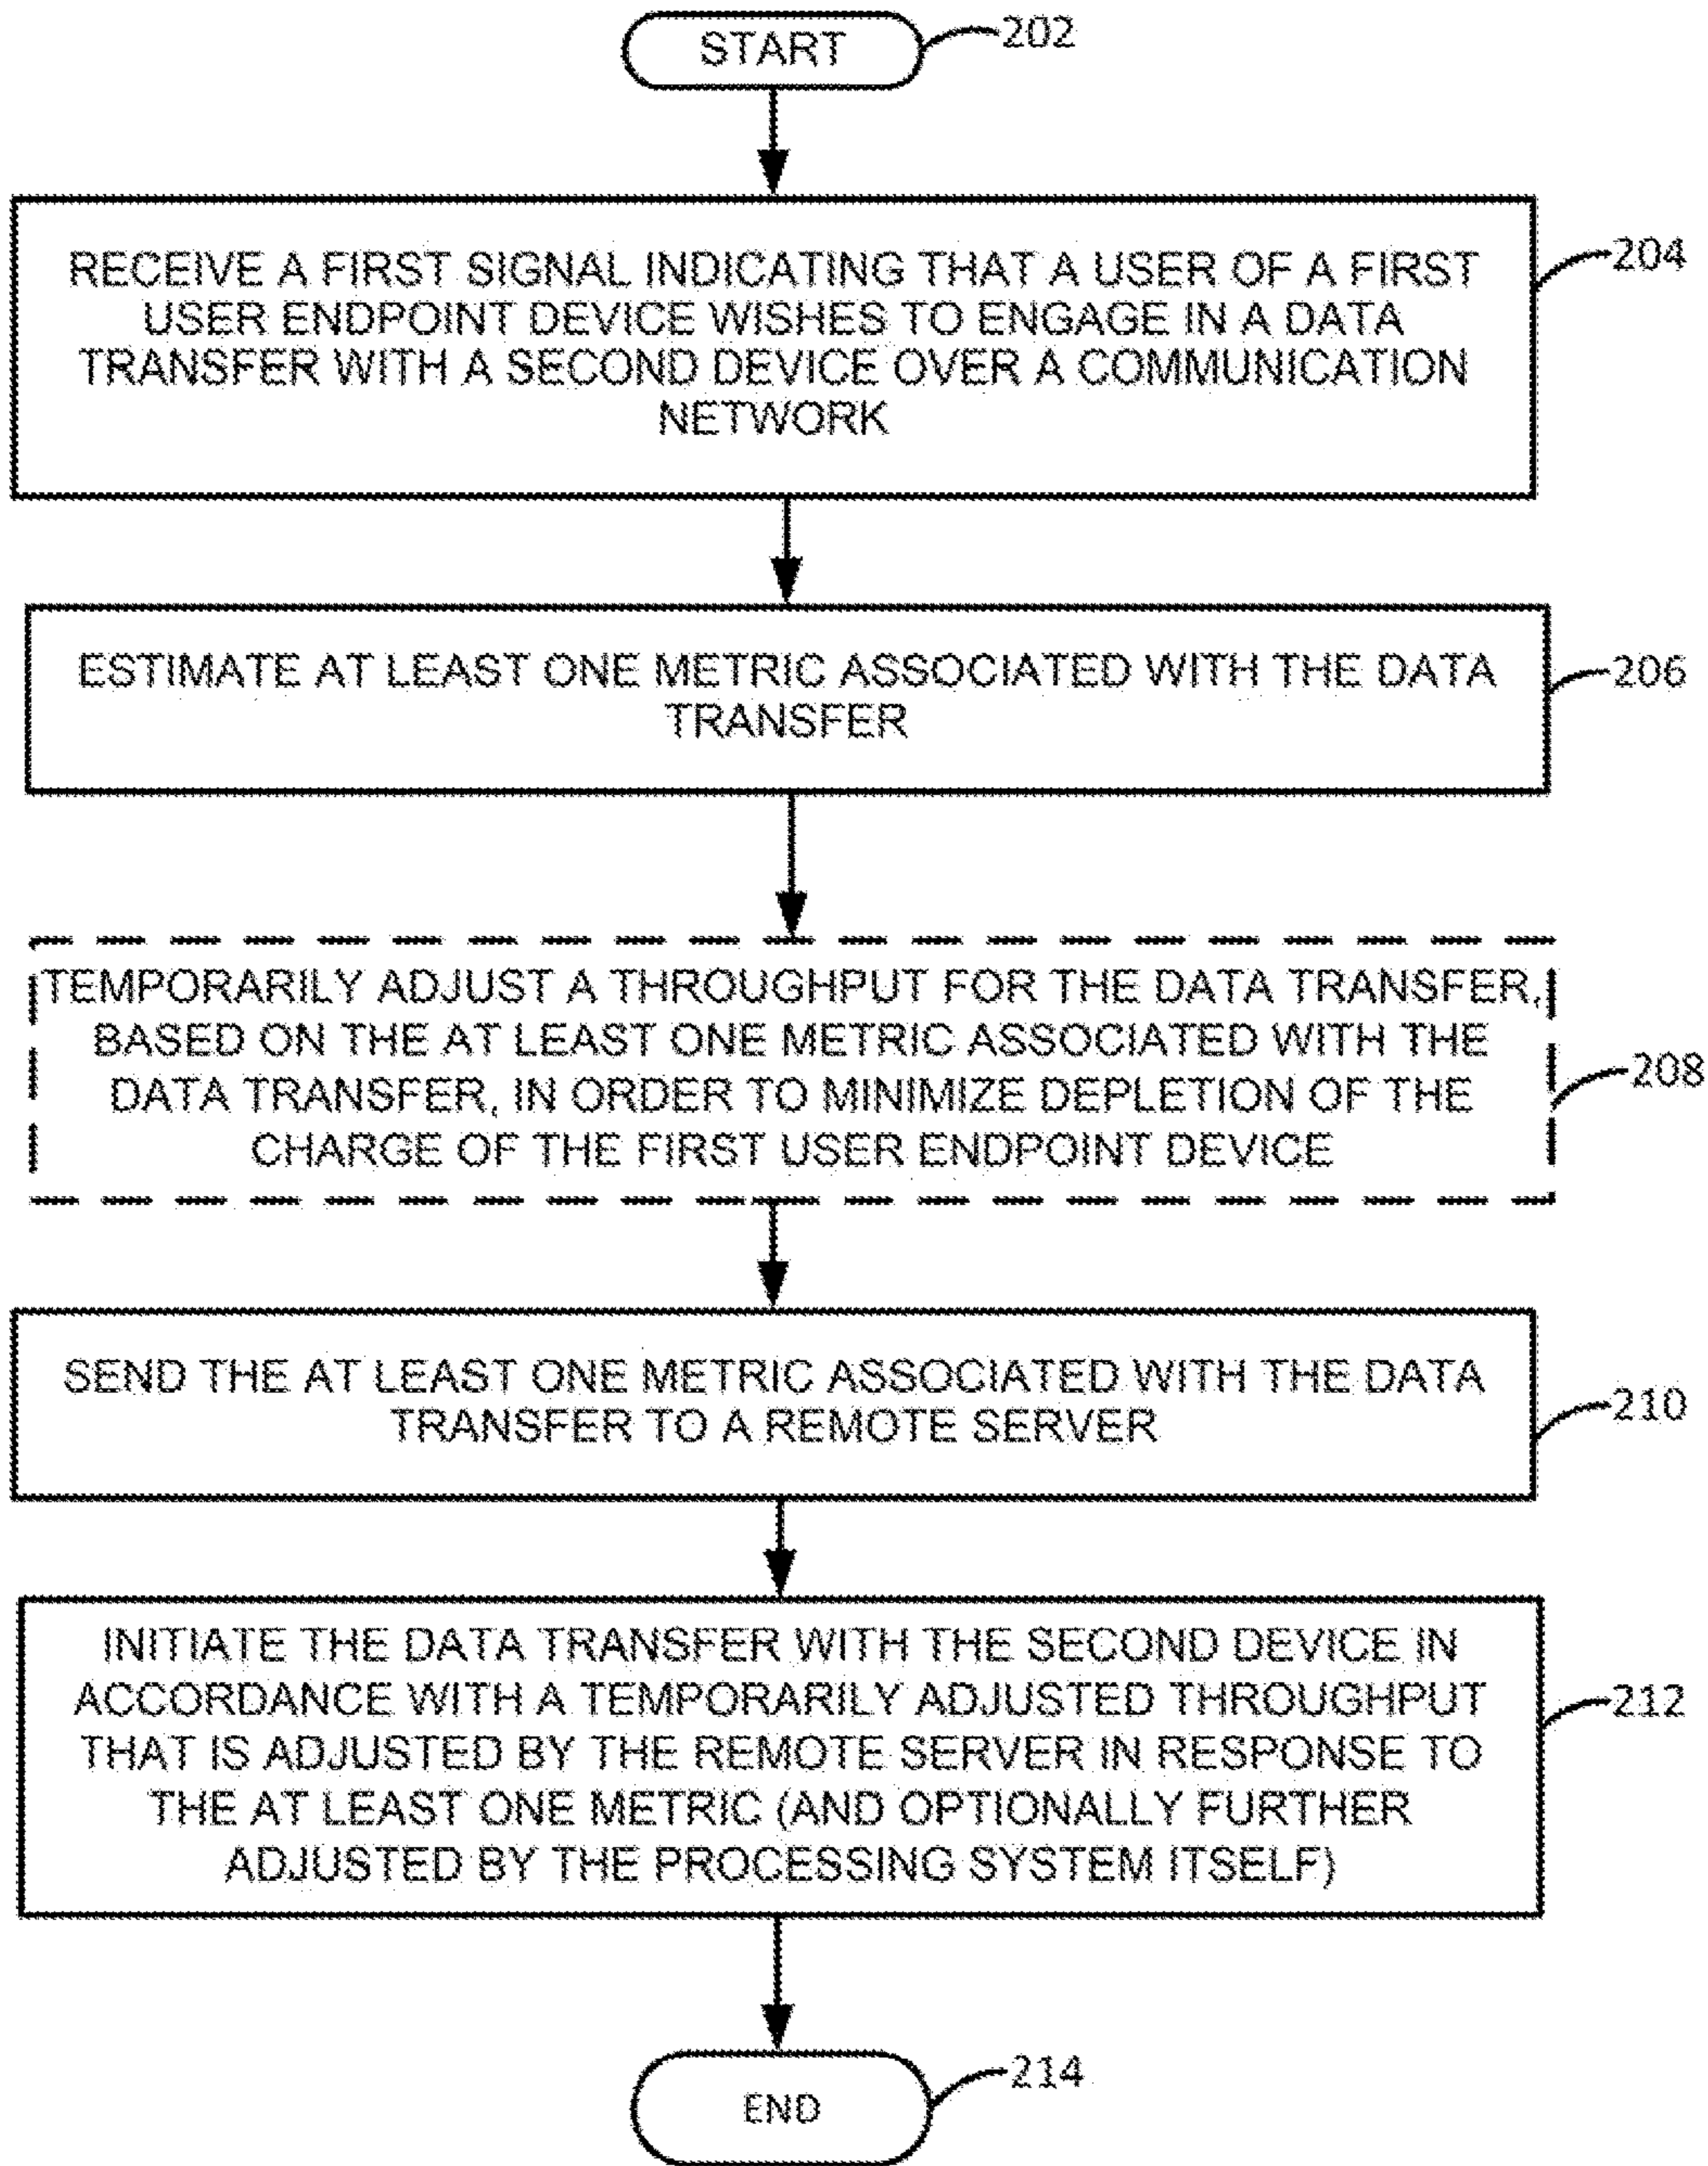 START
202
RECEIVE A FIRST SIGNAL INDICATING THAT A USER OF A FIRST
USER ENDPOINT DEVICE WISHES TO ENGAGE IN A DATA
TRANSFER WITH A SECOND DEVICE OVER A COMMUNICATION
NETWORK
204
ESTIMATE AT LEAST ONE METRIC ASSOCIATED WITH THE DATA
TRANSFER
206
TEMPORARILY ADJUST A THROUGHPUT FOR THE DATA TRANSFER,
BASED ON THE AT LEAST ONE METRIC ASSOCIATED WITH THE
DATA TRANSFER, IN ORDER TO MINIMIZE DEPLETION OF THE
CHARGE OF THE FIRST USER ENDPOINT DEVICE
208
SEND THE AT LEAST ONE METRIC ASSOCIATED WITH THE DATA
TRANSFER TO A REMOTE SERVER
210
INITIATE THE DATA TRANSFER WITH THE SECOND DEVICE IN
ACCORDANCE WITH A TEMPORARILY ADJUSTED THROUGHPUT
THAT IS ADJUSTED BY THE REMOTE SERVER IN RESPONSE TO
THE AT LEAST ONE METRIC (AND OPTIONALLY FURTHER
ADJUSTED BY THE PROCESSING SYSTEM ITSELF)
212
END
214